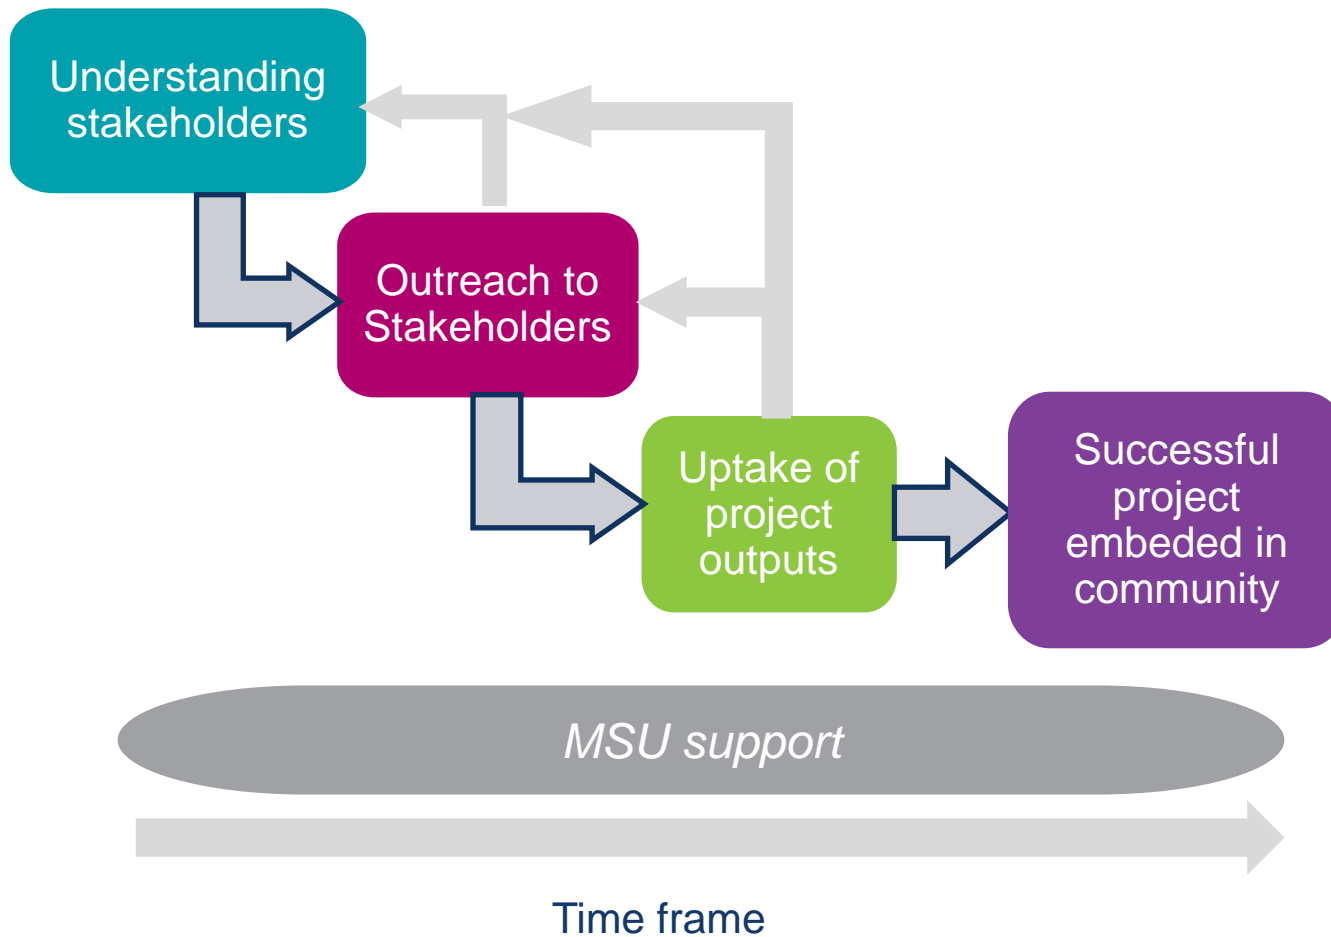 Understanding
stakeholders
Outreach to
Stakeholders
Uptake of
project
outputs
Successful
project
embeded in
community
MSU support
Time frame